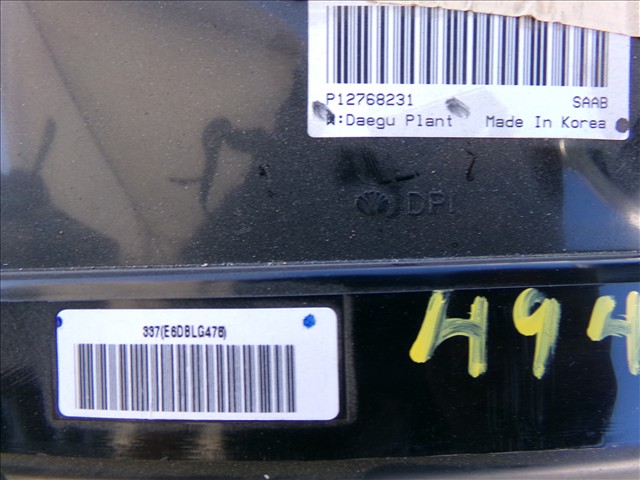 P12768231 SAAB
:Daegu Plant Made In Korea
DPI
337(E6DBLG47B)
H94